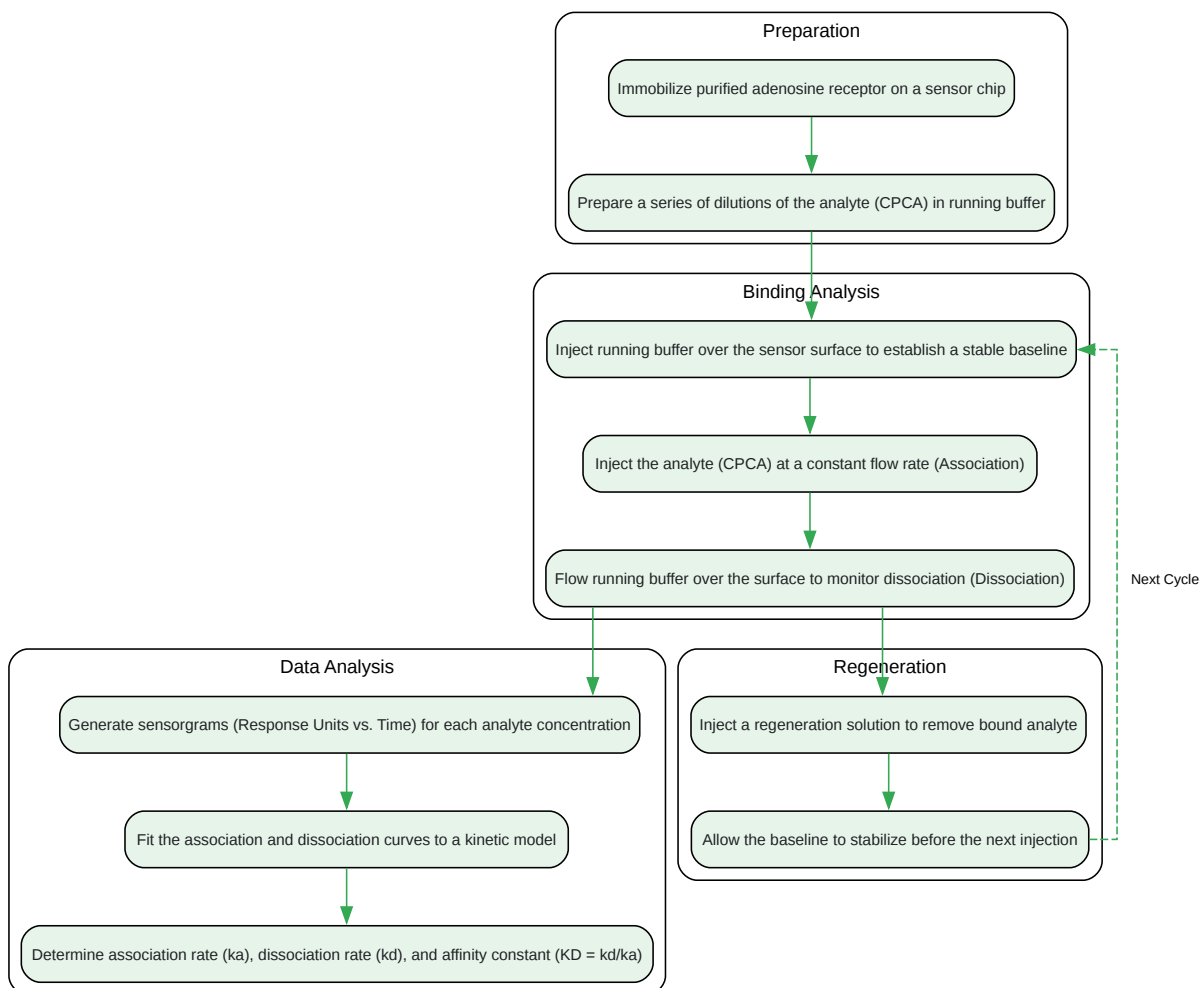 Preparation
Immobilize purified adenosine receptor on a sensor chip
Prepare a series of dilutions of the analyte (CPCA) in running buffer
Binding Analysis
Inject running buffer over the sensor surface to establish a stable baseline
Inject the analyte (CPCA) at a constant flow rate (Association)
Flow running buffer over the surface to monitor dissociation (Dissociation)
Next Cycle
Data Analysis
Generate sensorgrams (Response Units vs. Time) for each analyte concentration
Fit the association and dissociation curves to a kinetic model
Determine association rate (ka), dissociation rate (kd), and affinity constant (KD = kd/ka)
Regeneration
Inject a regeneration solution to remove bound analyte
Allow the baseline to stabilize before the next injection